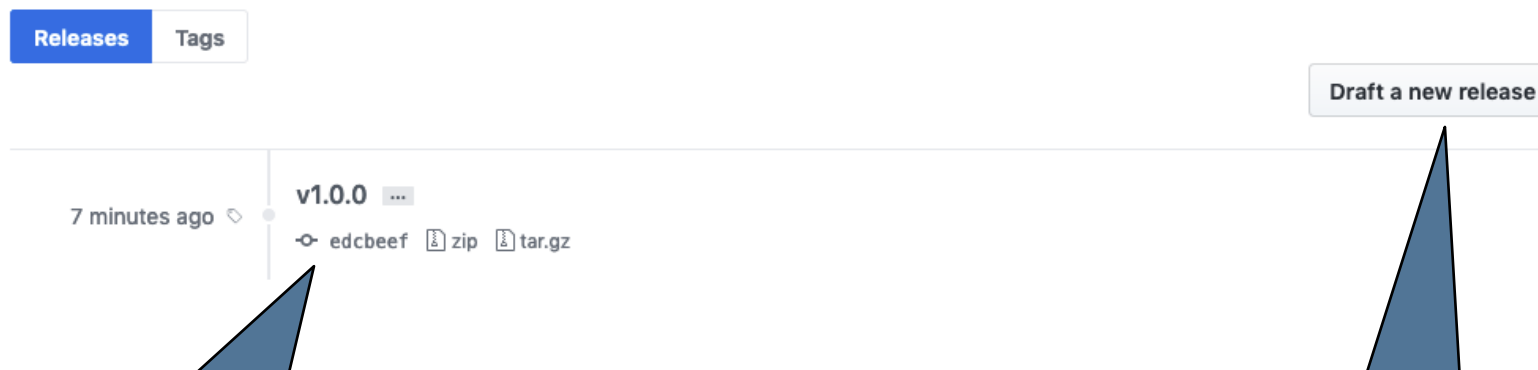 Releases Tags
Draft a new release
v1.0.0 ...
7 minutes ago
edcbeef zip tar.gz